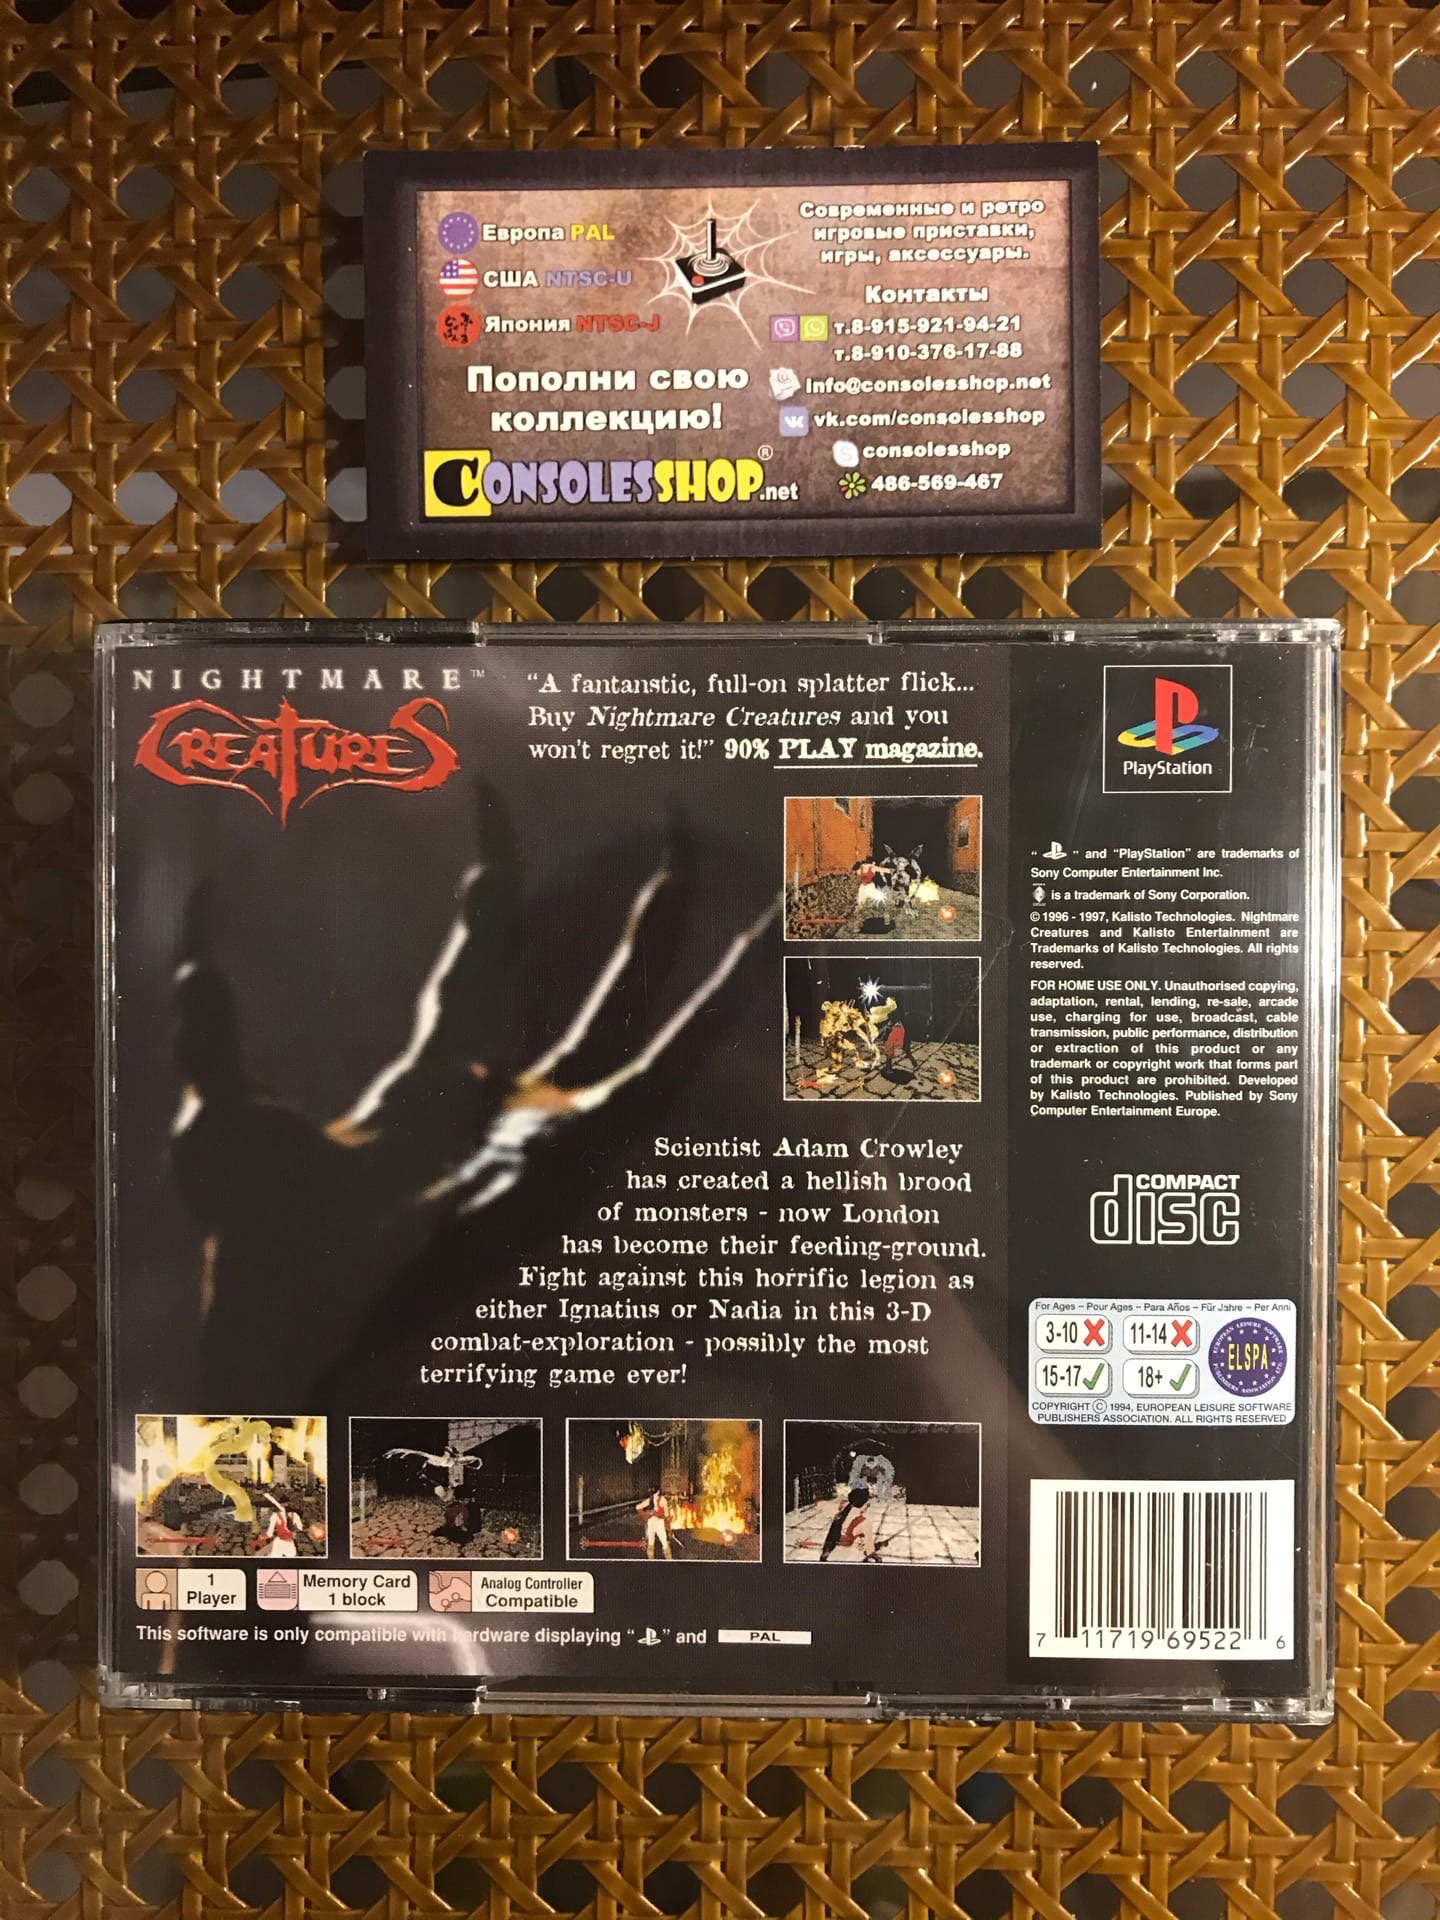 Европа PAL
США NTSC-U
Япония NTSC-J
Пополни свою
коллекцию!
CONSOLESSHOP.net ®
Современные и ретро
игровые приставки,
игры, аксессуары.
Контакты
т.8-915-921-94-21
т.8-910-376-17-88
info@consolesshop.net
vk.com/consolesshop
consolesshop
486-569-467
NIGHTMARE™
CREATURES
“A fantanstic, full-on splatter flick...
Buy Nightmare Creatures and you
won't regret it!” 90% PLAY magazine.
Scientist Adam Crowley
has created a hellish brood
of monsters - now London
has become their feeding-ground.
Fight against this horrific legion as
either Ignatius or Nadia in this 3-D
combat-exploration - possibly the most
terrifying game ever!
1
Player
Memory Card
1 block
Analog Controller
Compatible
This software is only compatible with hardware displaying “ ” and PAL
PlayStation
“ ” and “PlayStation” are trademarks of
Sony Computer Entertainment Inc.
is a trademark of Sony Corporation.
© 1996 - 1997, Kalisto Technologies. Nightmare
Creatures and Kalisto Entertainment are
Trademarks of Kalisto Technologies. All rights
reserved.
FOR HOME USE ONLY. Unauthorised copying,
adaptation, rental, lending, re-sale, arcade
use, charging for use, broadcast, cable
transmission, public performance, distribution
or extraction of this product or any
trademark or copyright work that forms part
of this product are prohibited. Developed
by Kalisto Technologies. Published by Sony
Computer Entertainment Europe.
COMPACT
disc
For Ages – Pour Ages – Para Años – Für Jahre – Per Anni
3-10 11-14
15-17 18+
EUROPEAN LEISURE SOFTWARE PUBLISHERS ASSOCIATION LTD
ELSPA
COPYRIGHT © 1994, EUROPEAN LEISURE SOFTWARE
PUBLISHERS ASSOCIATION. ALL RIGHTS RESERVED
7 11719 69522 6